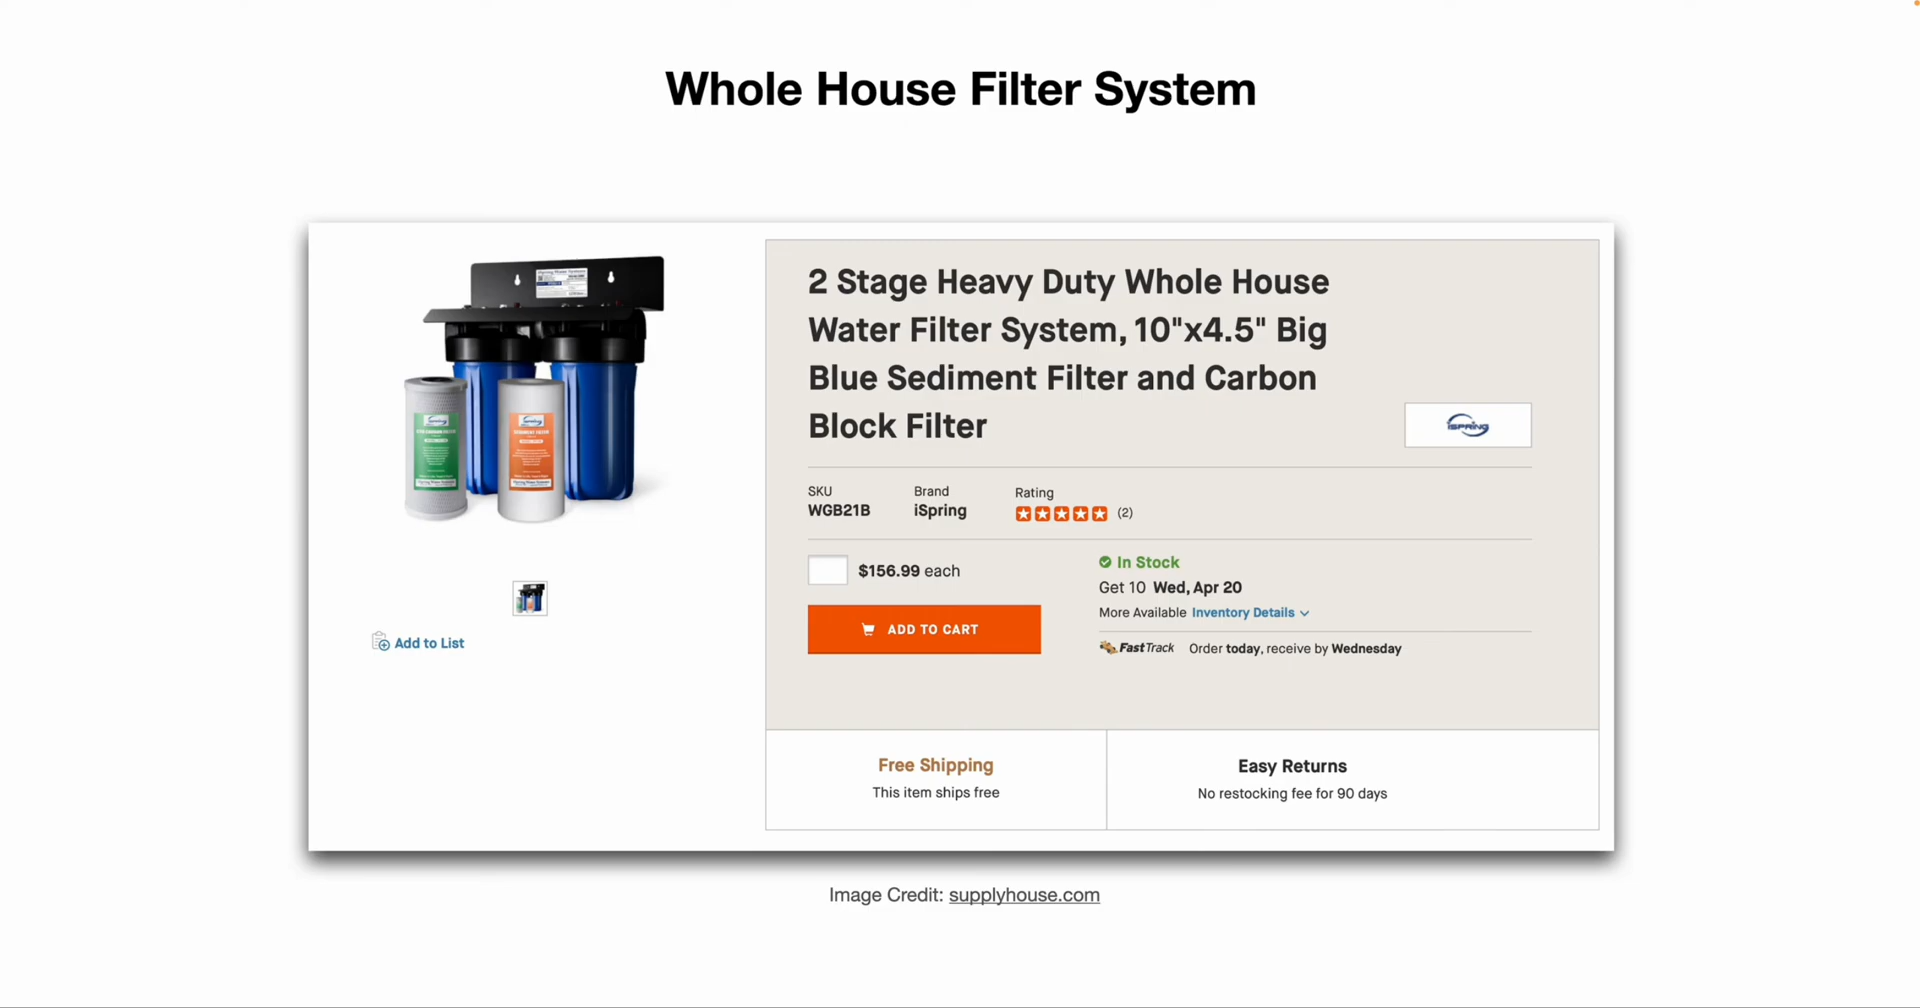 Whole House Filter System
2 Stage Heavy Duty Whole House
Water Filter System, 10"x4.5" Big
Blue Sediment Filter and Carbon
Block Filter
iSPRING
SKU
WGB21B
Brand
iSpring
Rating
(2)
$156.99 each
ADD TO CART
In Stock
Get 10 Wed, Apr 20
More Available Inventory Details
FastTrack Order today, receive by Wednesday
Add to List
Free Shipping
This item ships free
Easy Returns
No restocking fee for 90 days
Image Credit: supplyhouse.com